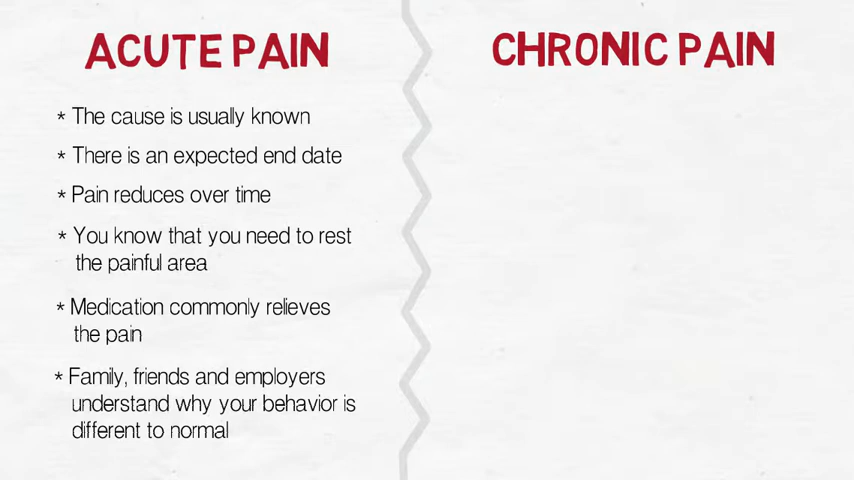 ACUTE PAIN
* The cause is usually known
* There is an expected end date
* Pain reduces over time
* You know that you need to rest
the painful area
* Medication commonly relieves
the pain
* Family, friends and employers
understand why your behavior is
different to normal
CHRONIC PAIN